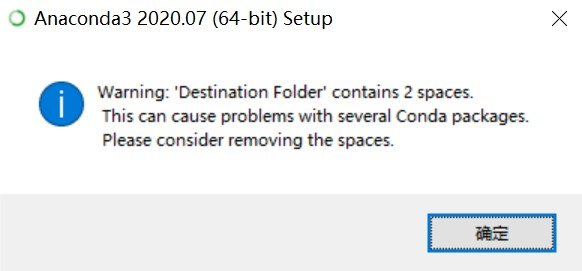 Anaconda3 2020.07 (64-bit) Setup
Warning: 'Destination Folder' contains 2 spaces.
This can cause problems with several Conda packages.
Please consider removing the spaces.
确定